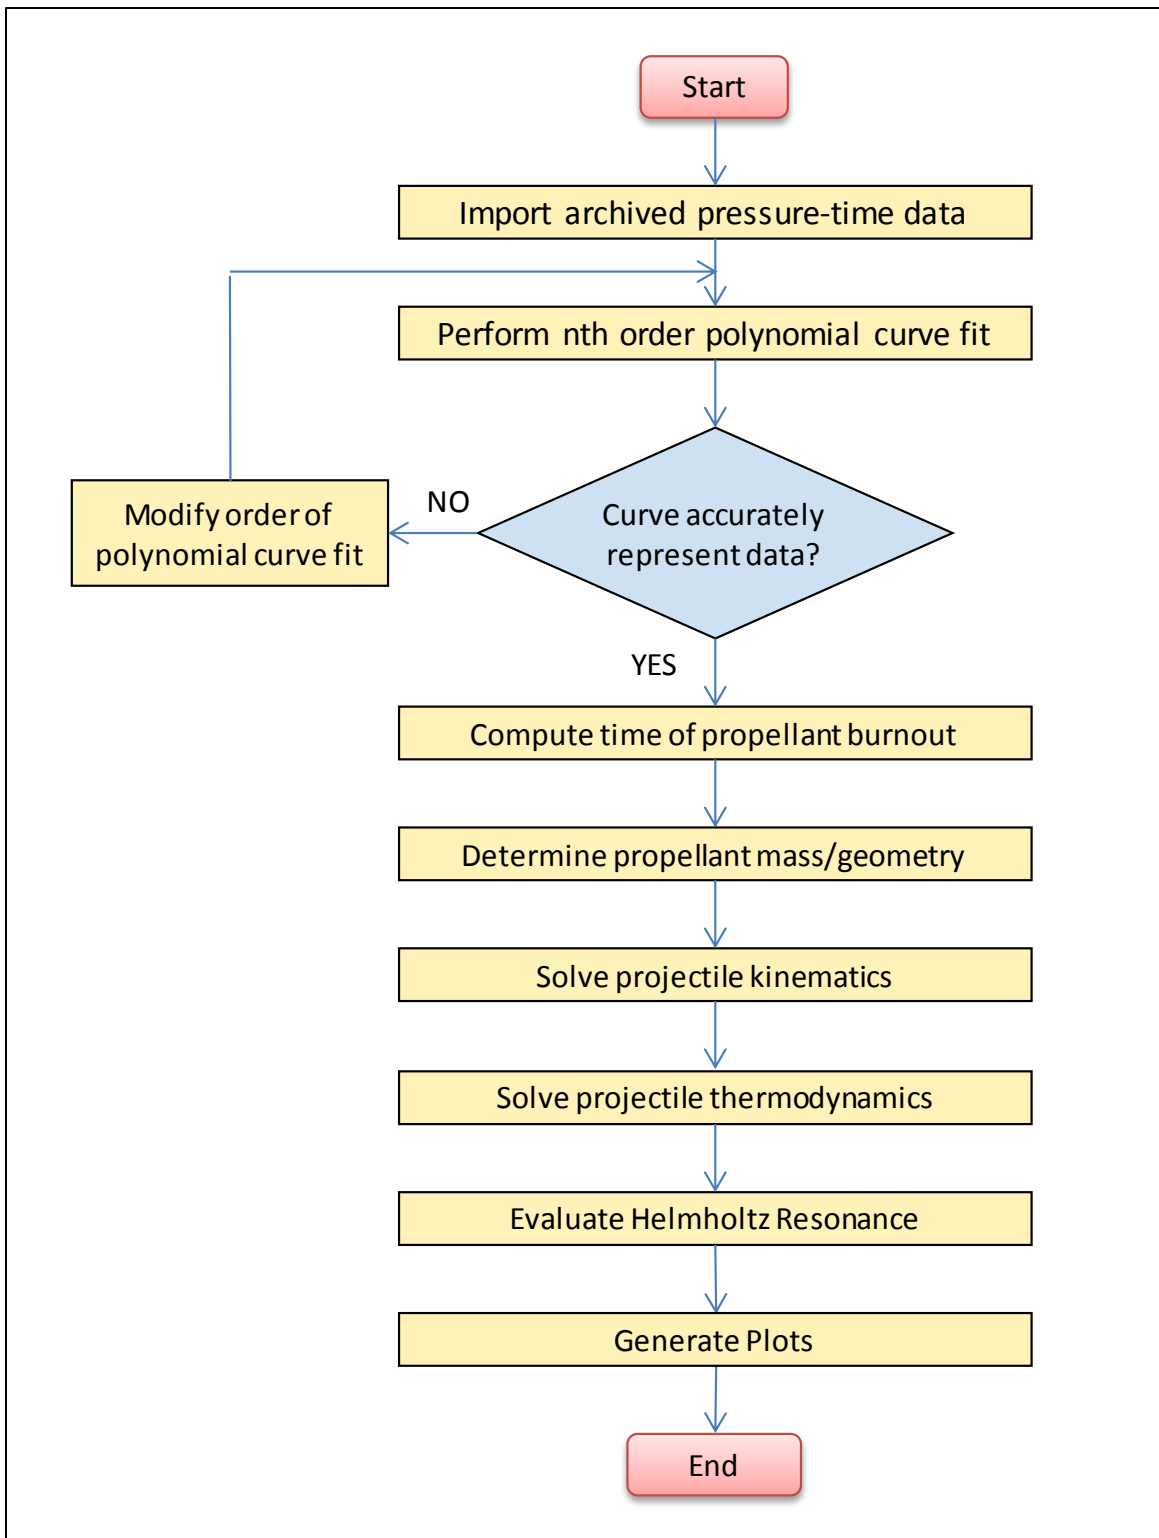 Start
Import archived pressure-time data
Perform nth order polynomial curve fit
NO
Modify order of
polynomial curve fit
Curve accurately
represent data?
YES
Compute time of propellant burnout
Determine propellant mass/geometry
Solve projectile kinematics
Solve projectile thermodynamics
Evaluate Helmholtz Resonance
Generate Plots
End